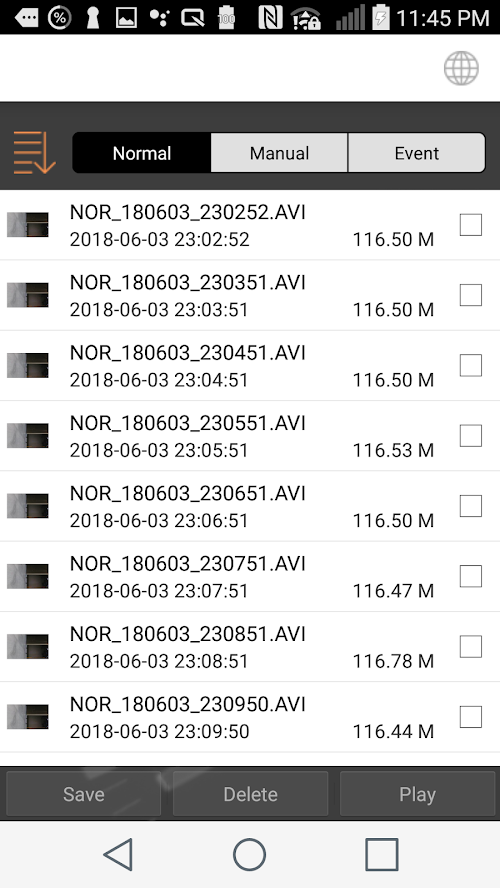 100 11:45 PM
Normal Manual Event
NOR_180603_230252.AVI
2018-06-03 23:02:52 116.50 M
NOR_180603_230351.AVI
2018-06-03 23:03:51 116.50 M
NOR_180603_230451.AVI
2018-06-03 23:04:51 116.50 M
NOR_180603_230551.AVI
2018-06-03 23:05:51 116.53 M
NOR_180603_230651.AVI
2018-06-03 23:06:51 116.50 M
NOR_180603_230751.AVI
2018-06-03 23:07:51 116.47 M
NOR_180603_230851.AVI
2018-06-03 23:08:51 116.78 M
NOR_180603_230950.AVI
2018-06-03 23:09:50 116.44 M
Save Delete Play